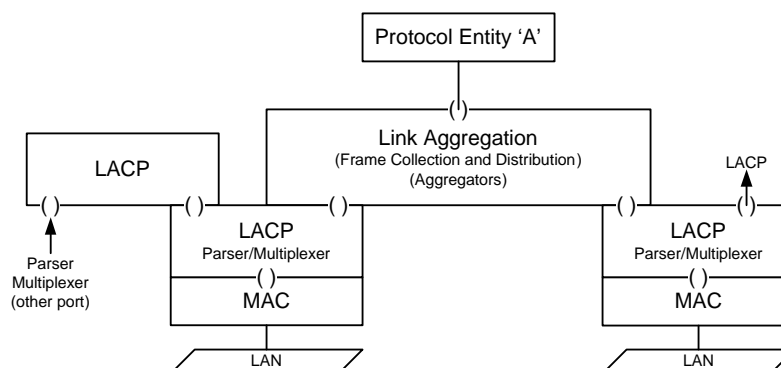 Protocol Entity ‘A’
( )
Link Aggregation
(Frame Collection and Distribution)
(Aggregators)
LACP
LACP
( )
( )
( )
( )
( )
LACP
Parser/Multiplexer
LACP
Parser/Multiplexer
Parser
Multiplexer
(other port)
( )
( )
MAC
MAC
LAN
LAN